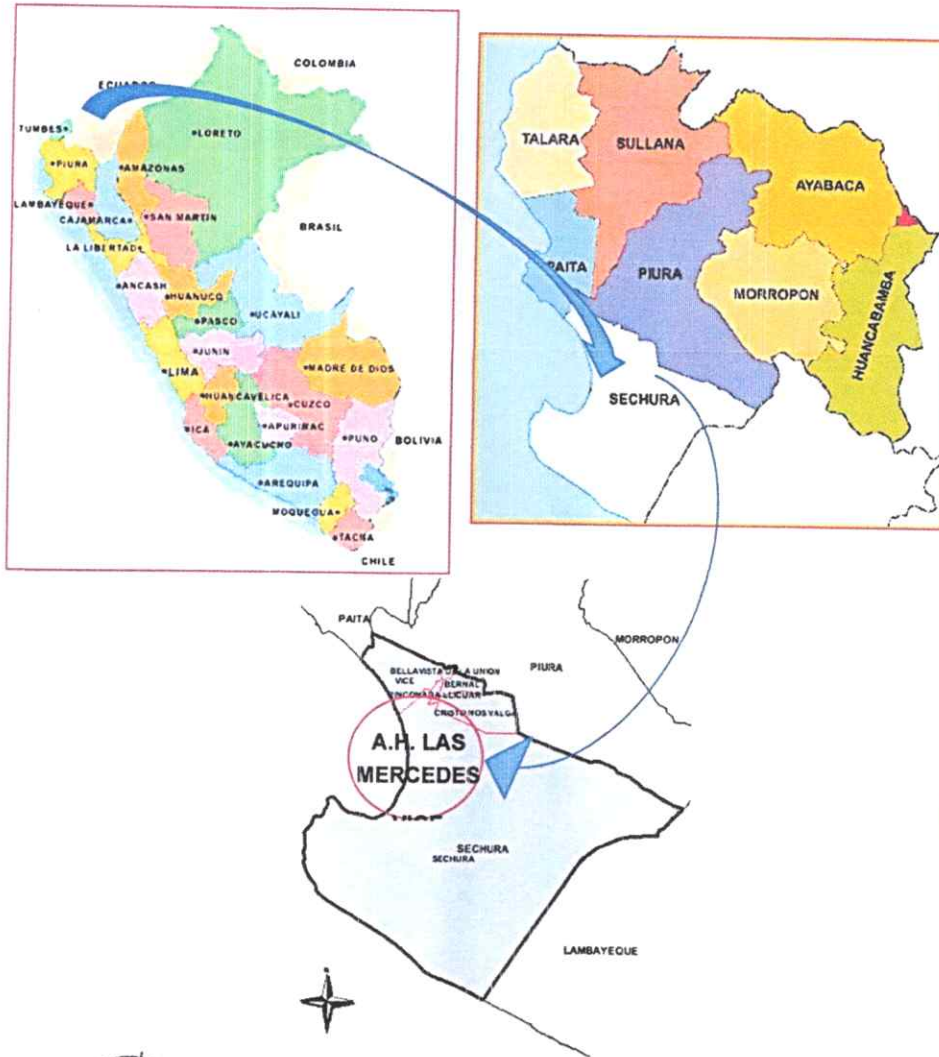 COLOMBIA
ECUADOR
TUMBES
LORETO
PIURA
AMAZONAS
LAMBAYEQUE
CAJAMARCA
SAN MARTIN
BRASIL
LA LIBERTAD
ANCASH
HUANUCO
UCAYALI
PASCO
JUNIN
LIMA
MADRE DE DIOS
HUANCAVELICA
CUZCO
ICA
APURIMAC
AYACUCHO
PUNO
BOLIVIA
AREQUIPA
MOQUEGUA
TACNA
CHILE
TALARA
SULLANA
AYABACA
PAITA
PIURA
MORROPON
HUANCABAMBA
SECHURA
PAITA
MORROPON
PIURA
BELLAVISTA DE LA UNION
VICE
BERNAL
RINCONADA LLICUAR
CRISTO NOS VALGA
A.H. LAS
MERCEDES
SECHURA
SECHURA
LAMBAYEQUE